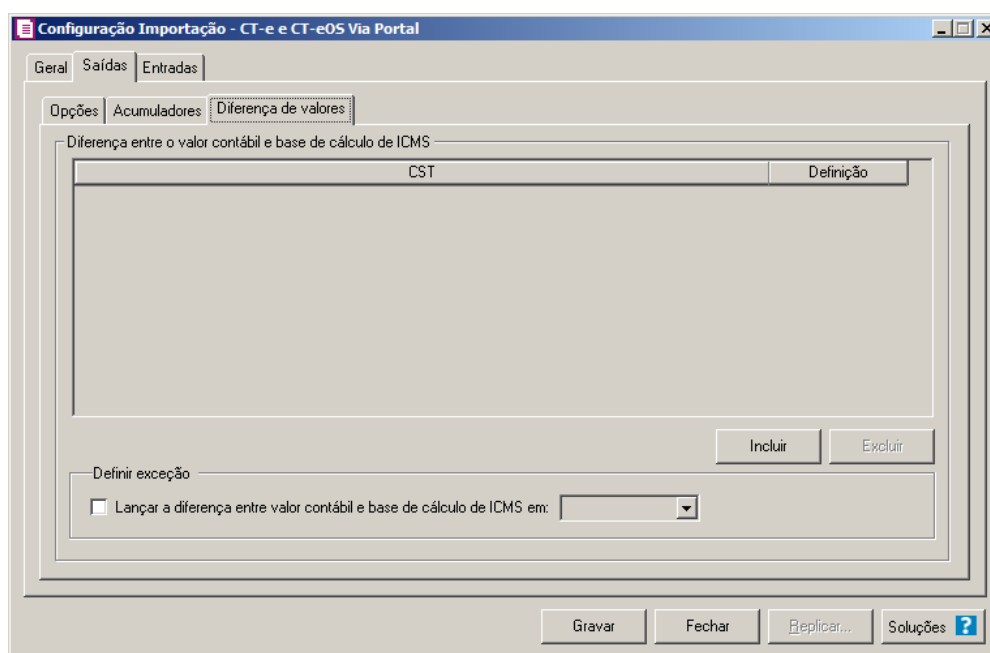 Configuração Importação - CT-e e CT-eOS Via Portal
Geral Saídas Entradas
Opções Acumuladores Diferença de valores
Diferença entre o valor contábil e base de cálculo de ICMS
CST Definição
Incluir Excluir
Definir exceção
Lançar a diferença entre valor contábil e base de cálculo de ICMS em:
Gravar Fechar Replicar... Soluções ?